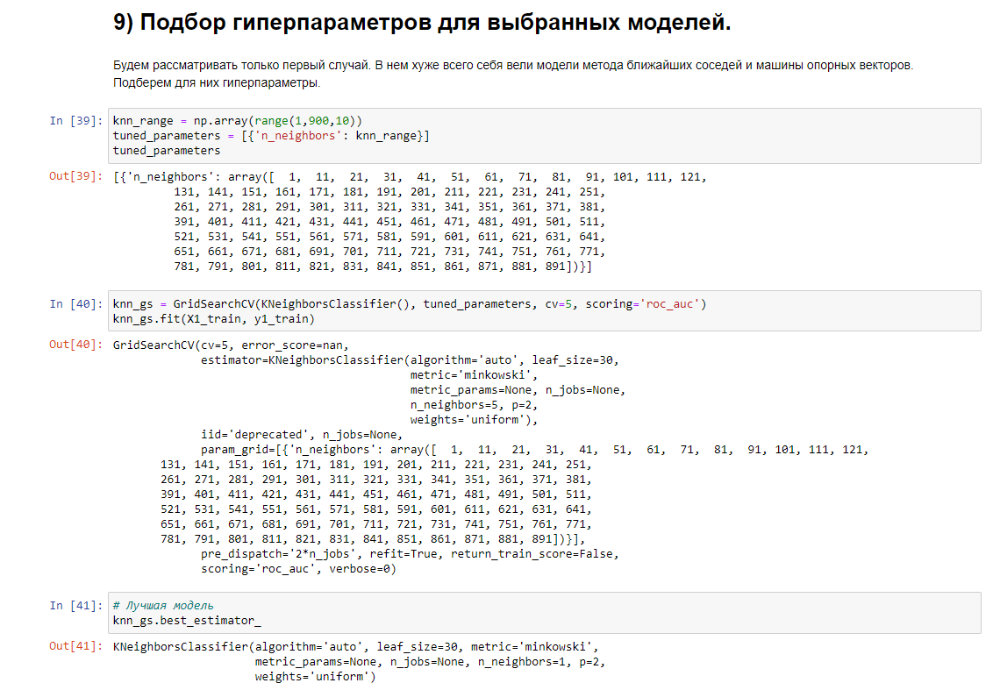 9) Подбор гиперпараметров для выбранных моделей.
Будем рассматривать только первый случай. В нем хуже всего себя вели модели метода ближайших соседей и машины опорных векторов.
Подберем для них гиперпараметры.
In [39]: knn_range = np.array(range(1,900,10))
tuned_parameters = [{'n_neighbors': knn_range}]
tuned_parameters
Out[39]: [{'n_neighbors': array([  1,  11,  21,  31,  41,  51,  61,  71,  81,  91, 101, 111, 121,
131, 141, 151, 161, 171, 181, 191, 201, 211, 221, 231, 241, 251,
261, 271, 281, 291, 301, 311, 321, 331, 341, 351, 361, 371, 381,
391, 401, 411, 421, 431, 441, 451, 461, 471, 481, 491, 501, 511,
521, 531, 541, 551, 561, 571, 581, 591, 601, 611, 621, 631, 641,
651, 661, 671, 681, 691, 701, 711, 721, 731, 741, 751, 761, 771,
781, 791, 801, 811, 821, 831, 841, 851, 861, 871, 881, 891])}]
In [40]: knn_gs = GridSearchCV(KNeighborsClassifier(), tuned_parameters, cv=5, scoring='roc_auc')
knn_gs.fit(X1_train, y1_train)
Out[40]: GridSearchCV(cv=5, error_score=nan,
estimator=KNeighborsClassifier(algorithm='auto', leaf_size=30,
metric='minkowski',
metric_params=None, n_jobs=None,
n_neighbors=5, p=2,
weights='uniform'),
iid='deprecated', n_jobs=None,
param_grid=[{'n_neighbors': array([  1,  11,  21,  31,  41,  51,  61,  71,  81,  91, 101, 111, 121,
131, 141, 151, 161, 171, 181, 191, 201, 211, 221, 231, 241, 251,
261, 271, 281, 291, 301, 311, 321, 331, 341, 351, 361, 371, 381,
391, 401, 411, 421, 431, 441, 451, 461, 471, 481, 491, 501, 511,
521, 531, 541, 551, 561, 571, 581, 591, 601, 611, 621, 631, 641,
651, 661, 671, 681, 691, 701, 711, 721, 731, 741, 751, 761, 771,
781, 791, 801, 811, 821, 831, 841, 851, 861, 871, 881, 891])}],
pre_dispatch='2*n_jobs', refit=True, return_train_score=False,
scoring='roc_auc', verbose=0)
In [41]: # Лучшая модель
knn_gs.best_estimator_
Out[41]: KNeighborsClassifier(algorithm='auto', leaf_size=30, metric='minkowski',
metric_params=None, n_jobs=None, n_neighbors=1, p=2,
weights='uniform')